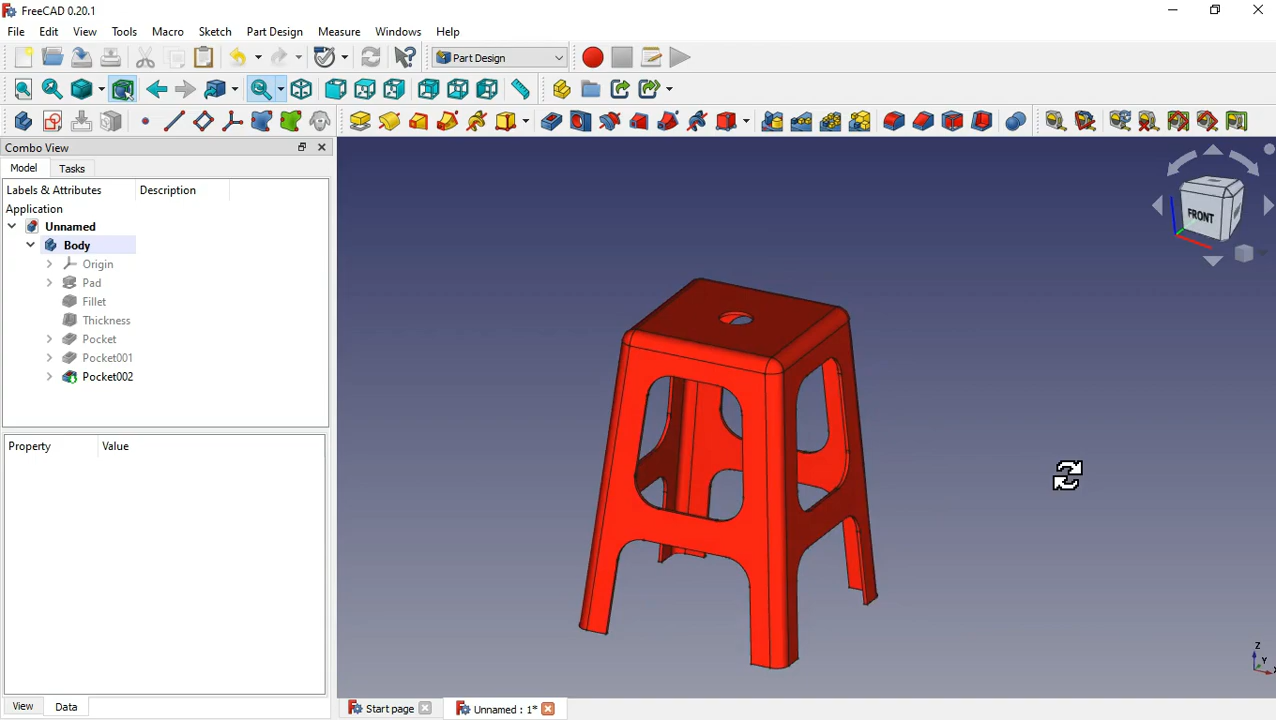 FreeCAD 0.20.1
File Edit View Tools Macro Sketch Part Design Measure Windows Help
Part Design
Combo View
Model Tasks
Labels & Attributes Description
Application
Unnamed
Body
Origin
Pad
Fillet
Thickness
Pocket
Pocket001
Pocket002
Property Value
View Data
FRONT
Z
Y
X
Start page Unnamed : 1*